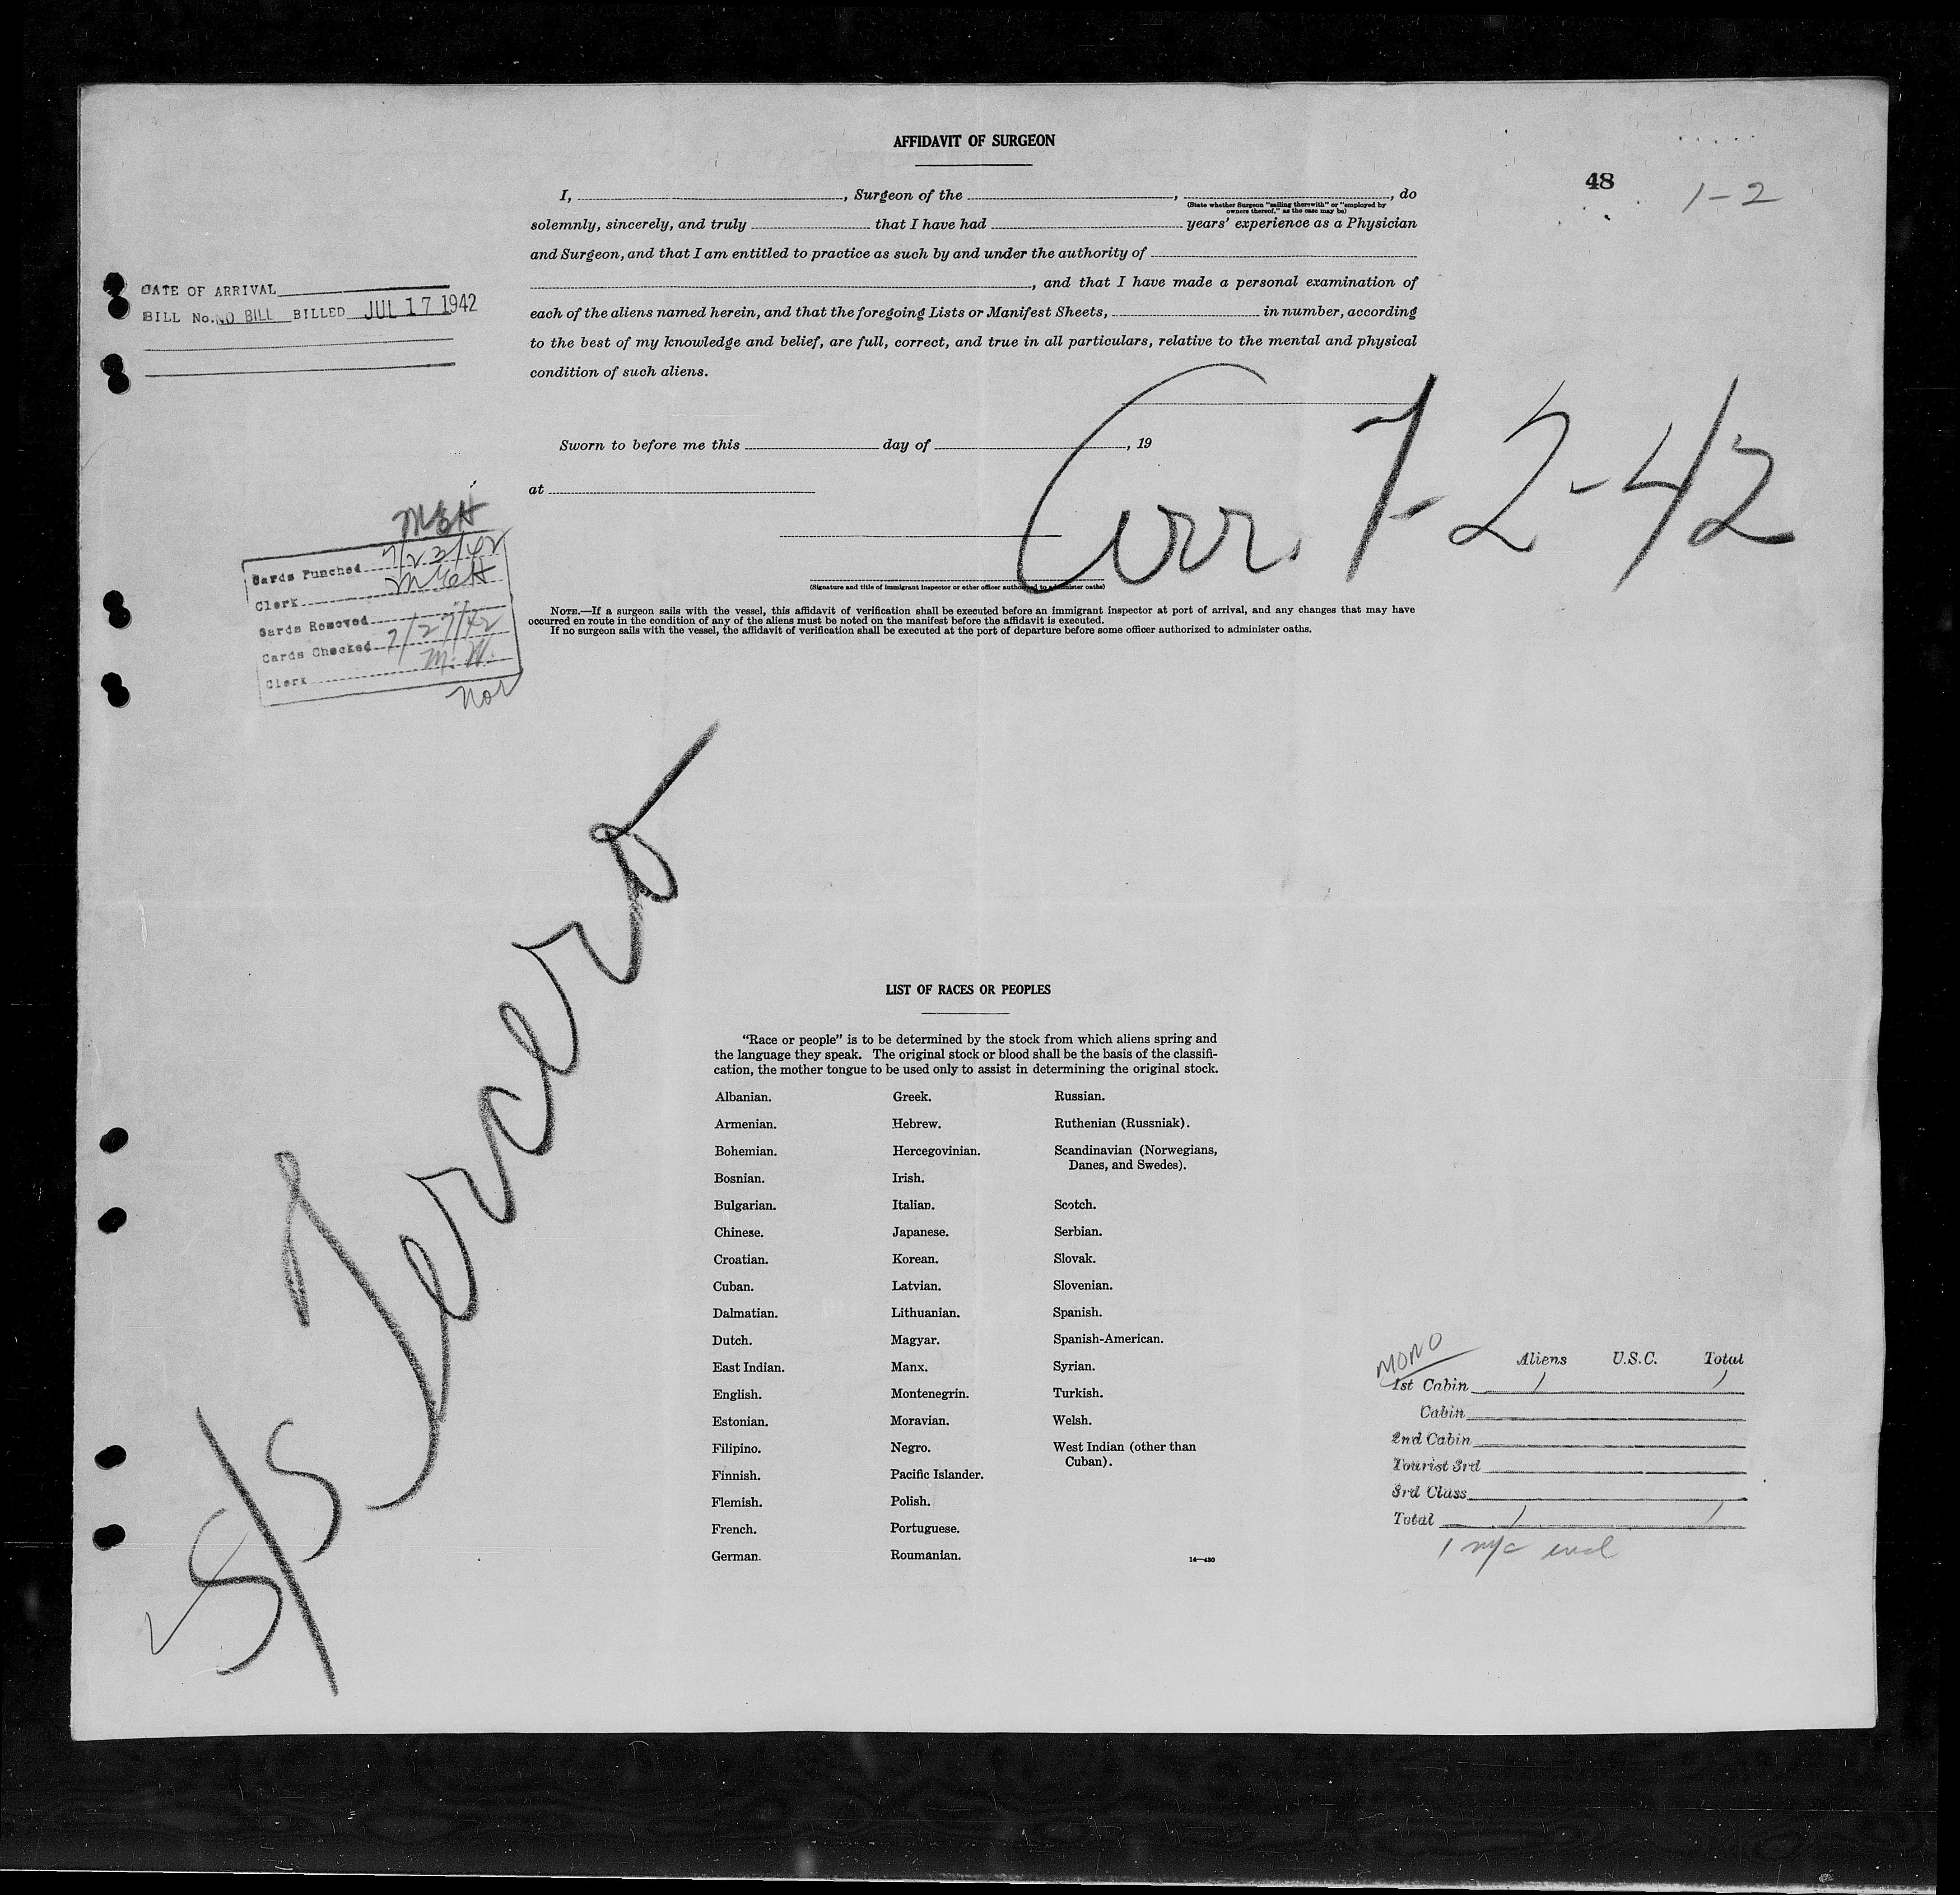 AFFIDAVIT OF SURGEON
48
1-2
I, , Surgeon of the , , do
(State whether Surgeon "sailing therewith" or "employed by
owners thereof," as the case may be)
solemnly, sincerely, and truly that I have had years' experience as a Physician
and Surgeon, and that I am entitled to practice as such by and under the authority of
, and that I have made a personal examination of
each of the aliens named herein, and that the foregoing Lists or Manifest Sheets, in number, according
to the best of my knowledge and belief, are full, correct, and true in all particulars, relative to the mental and physical
condition of such aliens.
DATE OF ARRIVAL
BILL No. NO BILL BILLED JUL 17 1942
Sworn to before me this day of , 19
at
Arr. 7-2-42
(Signature and title of immigrant inspector or other officer authorized to administer oaths)
NOTE.—If a surgeon sails with the vessel, this affidavit of verification shall be executed before an immigrant inspector at port of arrival, and any changes that may have
occurred en route in the condition of any of the aliens must be noted on the manifest before the affidavit is executed.
If no surgeon sails with the vessel, the affidavit of verification shall be executed at the port of departure before some officer authorized to administer oaths.
MEH
Cards Punched 7/22/42
Clerk MEH
Cards Removed
Cards Checked 7/27/42
Clerk M. W.
S/S Tercero
LIST OF RACES OR PEOPLES
"Race or people" is to be determined by the stock from which aliens spring and
the language they speak. The original stock or blood shall be the basis of the classifi-
cation, the mother tongue to be used only to assist in determining the original stock.
Albanian.
Armenian.
Bohemian.
Bosnian.
Bulgarian.
Chinese.
Croatian.
Cuban.
Dalmatian.
Dutch.
East Indian.
English.
Estonian.
Filipino.
Finnish.
Flemish.
French.
German.
Greek.
Hebrew.
Hercegovinian.
Irish.
Italian.
Japanese.
Korean.
Latvian.
Lithuanian.
Magyar.
Manx.
Montenegrin.
Moravian.
Negro.
Pacific Islander.
Polish.
Portuguese.
Roumanian.
Russian.
Ruthenian (Russniak).
Scandinavian (Norwegians,
Danes, and Swedes).
Scotch.
Serbian.
Slovak.
Slovenian.
Spanish.
Spanish-American.
Syrian.
Turkish.
Welsh.
West Indian (other than
Cuban).
14—430
MONO
Aliens U.S.C. Total
1st Cabin 1 1
Cabin
2nd Cabin
Tourist 3rd
3rd Class
Total 1 1